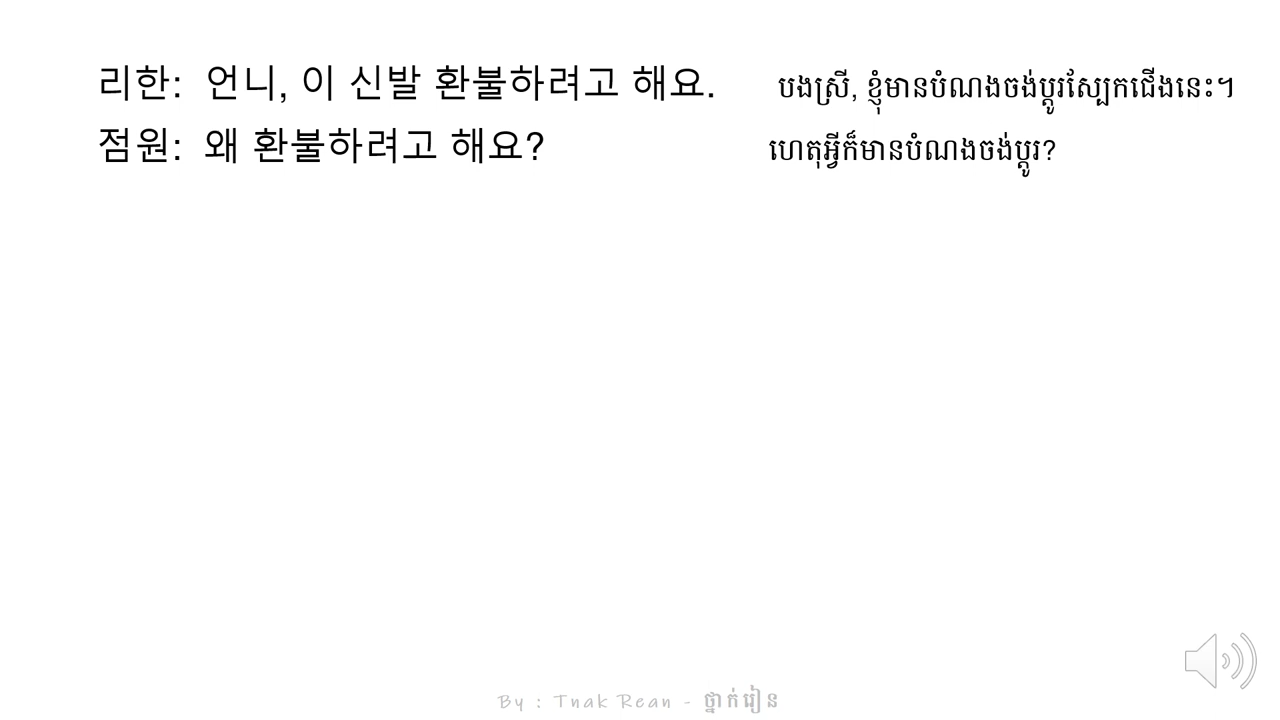 리한: 언니, 이 신발 환불하려고 해요. បងស្រី, ខ្ញុំមានបំណងចង់ប្ដូរស្បែកជើងនេះ។
점원: 왜 환불하려고 해요? ហេតុអ្វីក៏មានបំណងចង់ប្ដូរ?
By : Tnak Rean - ថ្នាក់រៀន